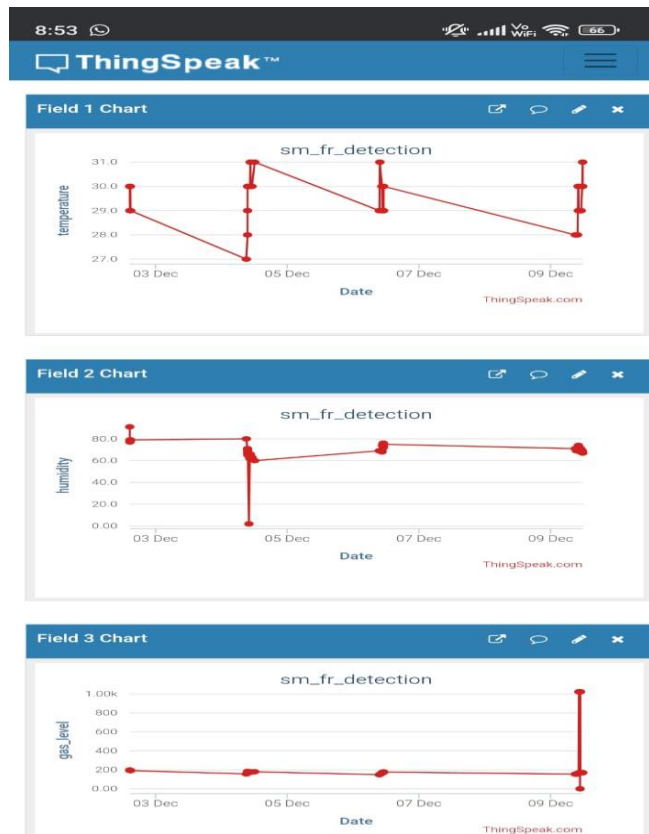 8:53 Vo WiFi 66
ThingSpeak™
Field 1 Chart
sm_fr_detection
31.0
30.0
29.0
28.0
27.0
temperature
03 Dec 05 Dec 07 Dec 09 Dec
Date
ThingSpeak.com
Field 2 Chart
sm_fr_detection
80.0
60.0
40.0
20.0
0.00
humidity
03 Dec 05 Dec 07 Dec 09 Dec
Date
ThingSpeak.com
Field 3 Chart
sm_fr_detection
1.00k
800
600
400
200
0.00
gas_level
03 Dec 05 Dec 07 Dec 09 Dec
Date
ThingSpeak.com